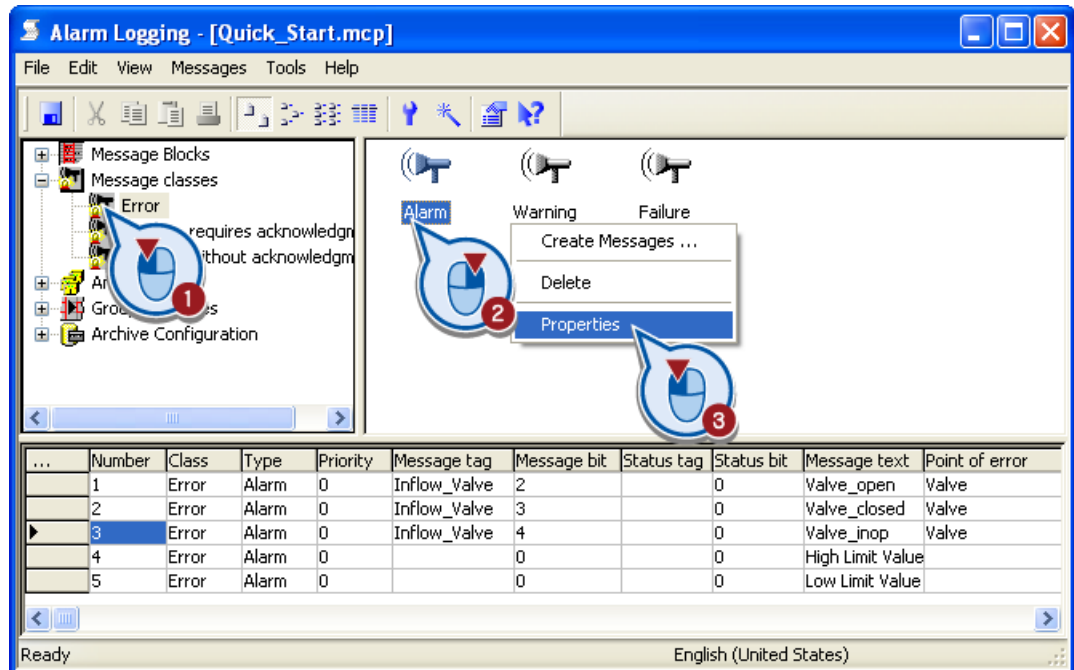 Alarm Logging - [Quick_Start.mcp]
File Edit View Messages Tools Help
Message Blocks
Message classes
Error
requires acknowledgm
ithout acknowledgm
Ar
Gro s
Archive Configuration
Alarm Warning Failure
Create Messages ...
Delete
Properties
1
2
3
... Number Class Type Priority Message tag Message bit Status tag Status bit Message text Point of error
1 Error Alarm 0 Inflow_Valve 2 0 Valve_open Valve
2 Error Alarm 0 Inflow_Valve 3 0 Valve_closed Valve
3 Error Alarm 0 Inflow_Valve 4 0 Valve_inop Valve
4 Error Alarm 0 0 0 High Limit Value
5 Error Alarm 0 0 0 Low Limit Value
Ready English (United States)